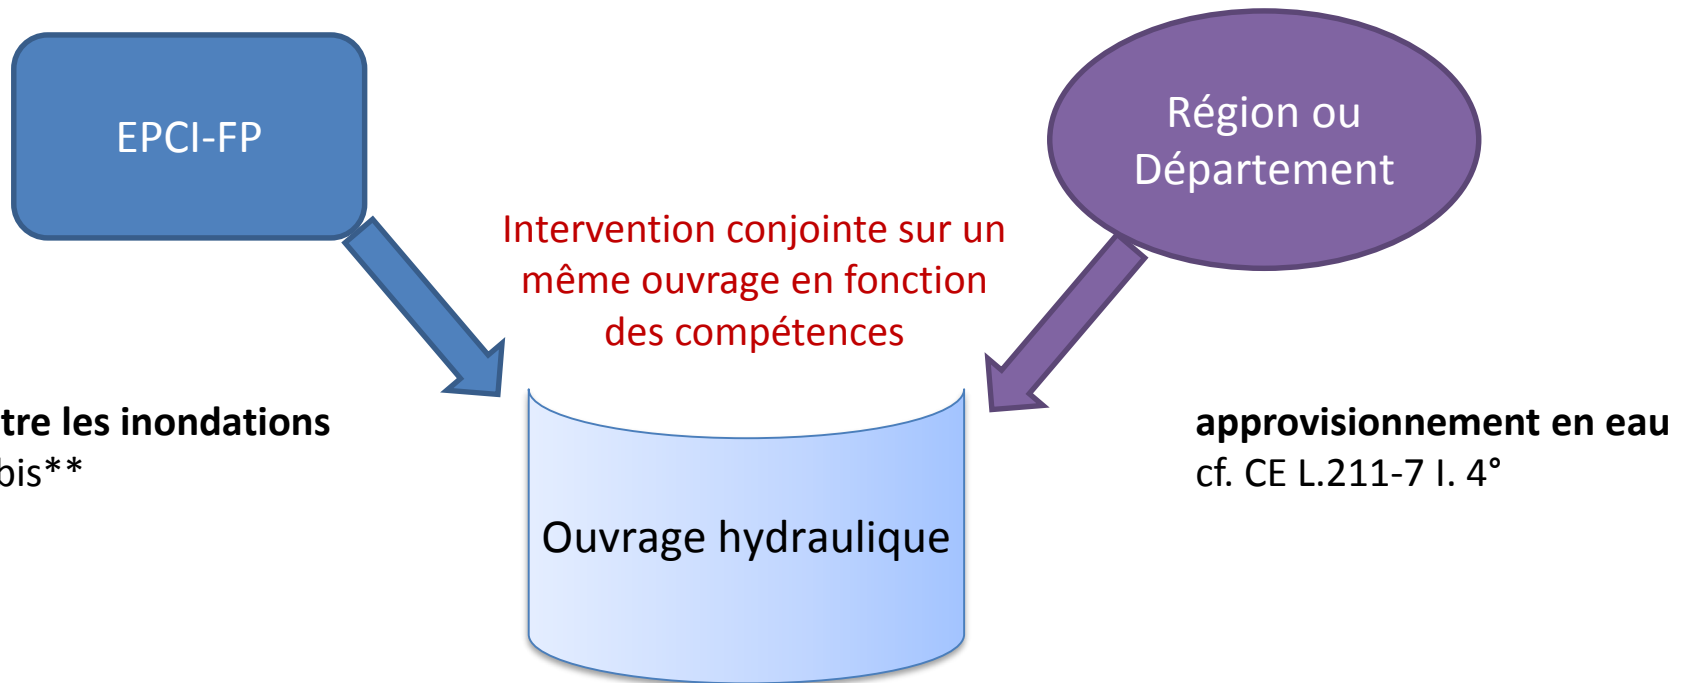 EPCI-FP
Région ou
Département
Intervention conjointe sur un
même ouvrage en fonction
des compétences
tre les inondations
bis**
approvisionnement en eau
cf. CE L.211-7 I. 4°
Ouvrage hydraulique